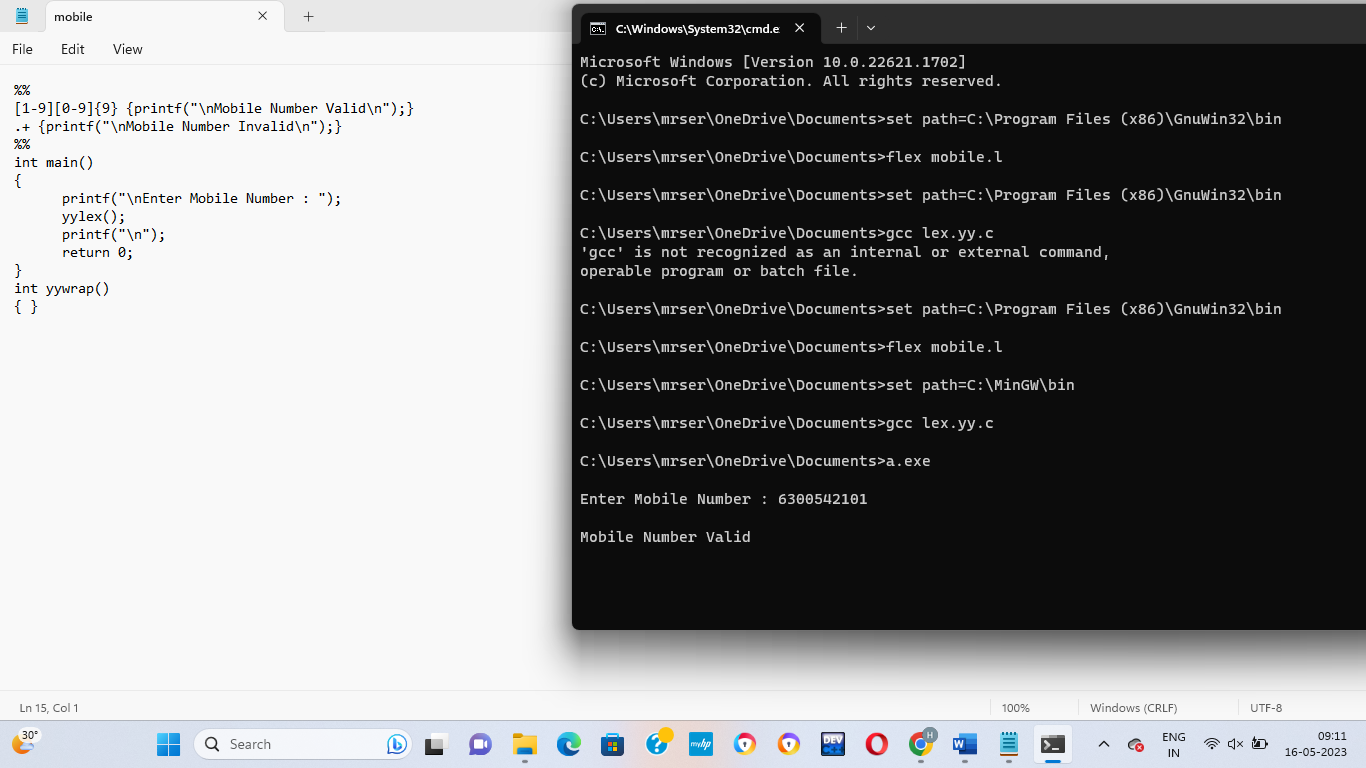 mobile
File Edit View
%%
[1-9][0-9]{9} {printf("\nMobile Number Valid\n");}
.+ {printf("\nMobile Number Invalid\n");}
%%
int main()
{
printf("\nEnter Mobile Number : ");
yylex();
printf("\n");
return 0;
}
int yywrap()
{ }
Ln 15, Col 1
100%
Windows (CRLF)
UTF-8
C:\Windows\System32\cmd.e
Microsoft Windows [Version 10.0.22621.1702]
(c) Microsoft Corporation. All rights reserved.
C:\Users\mrser\OneDrive\Documents>set path=C:\Program Files (x86)\GnuWin32\bin
C:\Users\mrser\OneDrive\Documents>flex mobile.l
C:\Users\mrser\OneDrive\Documents>set path=C:\Program Files (x86)\GnuWin32\bin
C:\Users\mrser\OneDrive\Documents>gcc lex.yy.c
'gcc' is not recognized as an internal or external command,
operable program or batch file.
C:\Users\mrser\OneDrive\Documents>set path=C:\Program Files (x86)\GnuWin32\bin
C:\Users\mrser\OneDrive\Documents>flex mobile.l
C:\Users\mrser\OneDrive\Documents>set path=C:\MinGW\bin
C:\Users\mrser\OneDrive\Documents>gcc lex.yy.c
C:\Users\mrser\OneDrive\Documents>a.exe
Enter Mobile Number : 6300542101
Mobile Number Valid
30°
Search
myhp
DEV
H
W
ENG
IN
09:11
16-05-2023